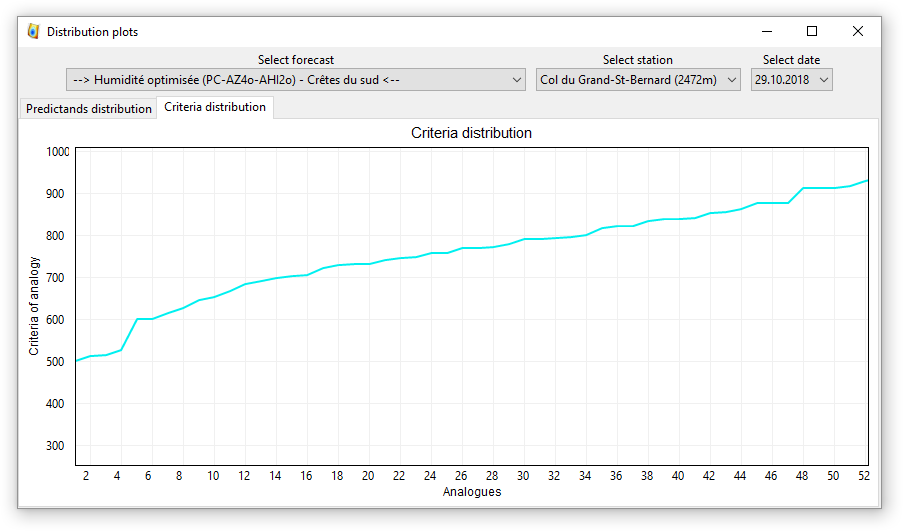 Distribution plots
Select forecast
Select station
Select date
--> Humidité optimisée (PC-AZ4o-AHI2o) - Crêtes du sud <--
Col du Grand-St-Bernard (2472m)
29.10.2018
Predictands distribution
Criteria distribution
Criteria distribution
1000
900
800
700
600
500
400
300
Criteria of analogy
2 4 6 8 10 12 14 16 18 20 22 24 26 28 30 32 34 36 38 40 42 44 46 48 50 52
Analogues